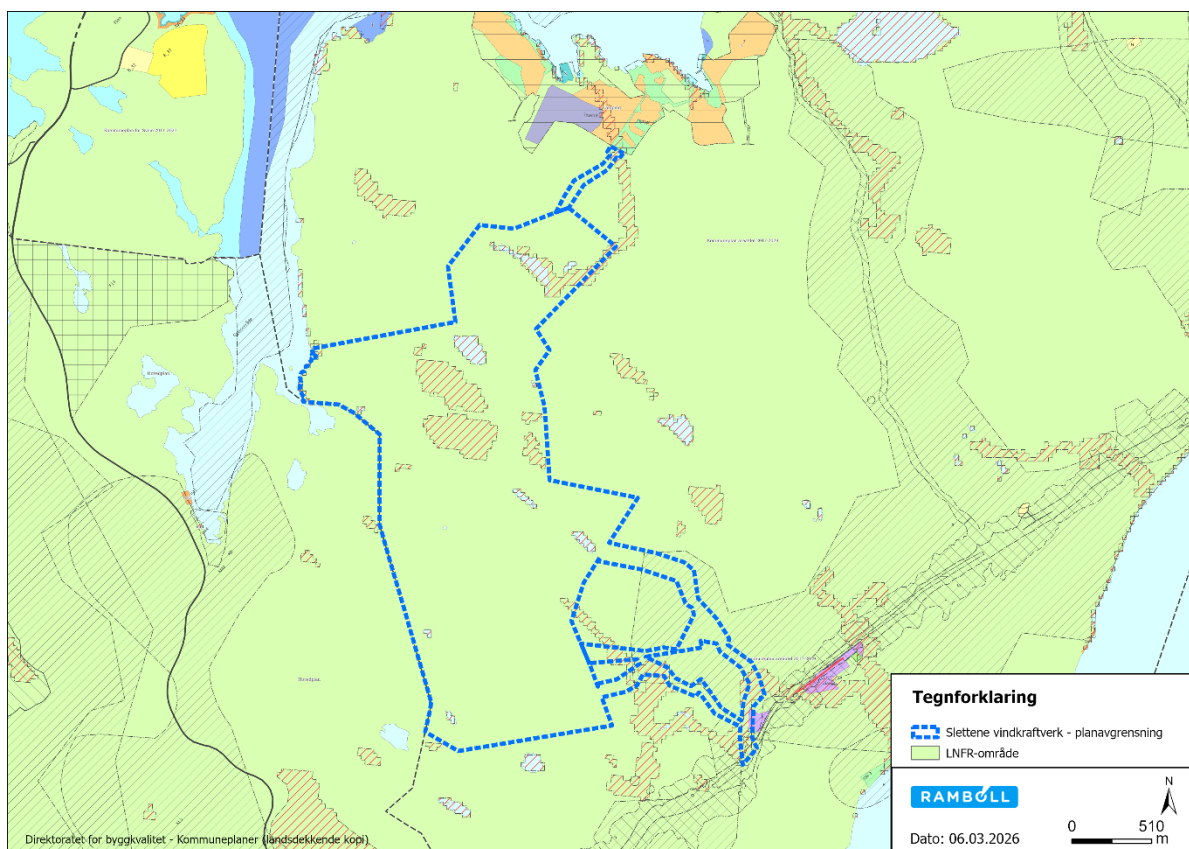 Tegnforklaring
Slettene vindkraftverk - planavgrensning
LNFR-område
RAMBOLL
N
Dato: 06.03.2026
0 510
m
Direktoratet for byggkvalitet - Kommuneplaner (landsdekkende kopi)